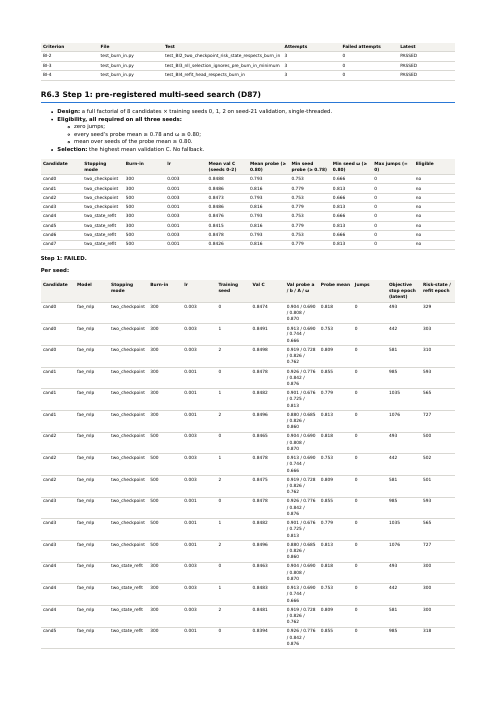 Criterion File Test Attempts Failed attempts Latent
BI-2 test_burn_in.py test_BI2_two_checkpoint_risk_state_respects_burn_in 3 0 PASSED
BI-3 test_burn_in.py test_BI3_nll_selection_ignores_pre_burn_in_minimum 3 0 PASSED
BI-4 test_burn_in.py test_BI4_refit_head_respects_burn_in 3 0 PASSED
R6.3 Step 1: pre-registered multi-seed search (D87)
• Design: a full factorial of 8 candidates × training seeds 0, 1, 2 on seed-21 validation, single-threaded.
• Eligibility, all required on all three seeds:
zero jumps;
every seed's probe mean ≥ 0.78 and ω ≥ 0.80;
mean over seeds of the probe mean ≥ 0.80.
• Selection: the highest mean validation C. No fallback.
Candidate Stopping mode Burn-in lr Mean val C (seeds 0-2) Mean probe (≥ 0.80) Min seed probe (≥ 0.78) Min seed ω (≥ 0.80) Max jumps (= 0) Eligible
cand0 two_checkpoint 300 0.003 0.8488 0.793 0.753 0.666 0 no
cand1 two_checkpoint 300 0.001 0.8486 0.816 0.779 0.813 0 no
cand2 two_checkpoint 500 0.003 0.8473 0.793 0.753 0.666 0 no
cand3 two_checkpoint 500 0.001 0.8486 0.816 0.779 0.813 0 no
cand4 two_state_refit 300 0.003 0.8476 0.793 0.753 0.666 0 no
cand5 two_state_refit 300 0.001 0.8415 0.816 0.779 0.813 0 no
cand6 two_state_refit 500 0.003 0.8478 0.793 0.753 0.666 0 no
cand7 two_state_refit 500 0.001 0.8426 0.816 0.779 0.813 0 no
Step 1: FAILED.
Per seed:
Candidate Model Stopping mode Burn-in lr Training seed Val C Val probe a / b / A / ω Probe mean Jumps Objective stop epoch (latent) Risk-state / refit epoch
cand0 fae_mlp two_checkpoint 300 0.003 0 0.8474 0.904 / 0.690 / 0.808 / 0.870 0.818 0 493 329
cand0 fae_mlp two_checkpoint 300 0.003 1 0.8491 0.913 / 0.690 / 0.744 / 0.666 0.753 0 442 303
cand0 fae_mlp two_checkpoint 300 0.003 2 0.8498 0.919 / 0.728 / 0.826 / 0.762 0.809 0 581 310
cand1 fae_mlp two_checkpoint 300 0.001 0 0.8478 0.926 / 0.776 / 0.842 / 0.876 0.855 0 985 593
cand1 fae_mlp two_checkpoint 300 0.001 1 0.8482 0.901 / 0.676 / 0.725 / 0.813 0.779 0 1035 565
cand1 fae_mlp two_checkpoint 300 0.001 2 0.8496 0.880 / 0.685 / 0.826 / 0.860 0.813 0 1076 727
cand2 fae_mlp two_checkpoint 500 0.003 0 0.8465 0.904 / 0.690 / 0.808 / 0.870 0.818 0 493 500
cand2 fae_mlp two_checkpoint 500 0.003 1 0.8478 0.913 / 0.690 / 0.744 / 0.666 0.753 0 442 502
cand2 fae_mlp two_checkpoint 500 0.003 2 0.8475 0.919 / 0.728 / 0.826 / 0.762 0.809 0 581 501
cand3 fae_mlp two_checkpoint 500 0.001 0 0.8478 0.926 / 0.776 / 0.842 / 0.876 0.855 0 985 593
cand3 fae_mlp two_checkpoint 500 0.001 1 0.8482 0.901 / 0.676 / 0.725 / 0.813 0.779 0 1035 565
cand3 fae_mlp two_checkpoint 500 0.001 2 0.8496 0.880 / 0.685 / 0.826 / 0.860 0.813 0 1076 727
cand4 fae_mlp two_state_refit 300 0.003 0 0.8463 0.904 / 0.690 / 0.808 / 0.870 0.818 0 493 300
cand4 fae_mlp two_state_refit 300 0.003 1 0.8483 0.913 / 0.690 / 0.744 / 0.666 0.753 0 442 300
cand4 fae_mlp two_state_refit 300 0.003 2 0.8481 0.919 / 0.728 / 0.826 / 0.762 0.809 0 581 300
cand5 fae_mlp two_state_refit 300 0.001 0 0.8394 0.926 / 0.776 / 0.842 / 0.876 0.855 0 985 318